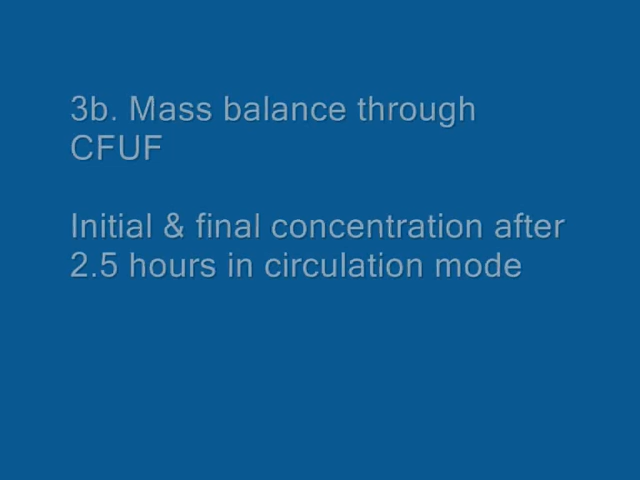 3b. Mass balance through
CFUF
Initial & final concentration after
2.5 hours in circulation mode